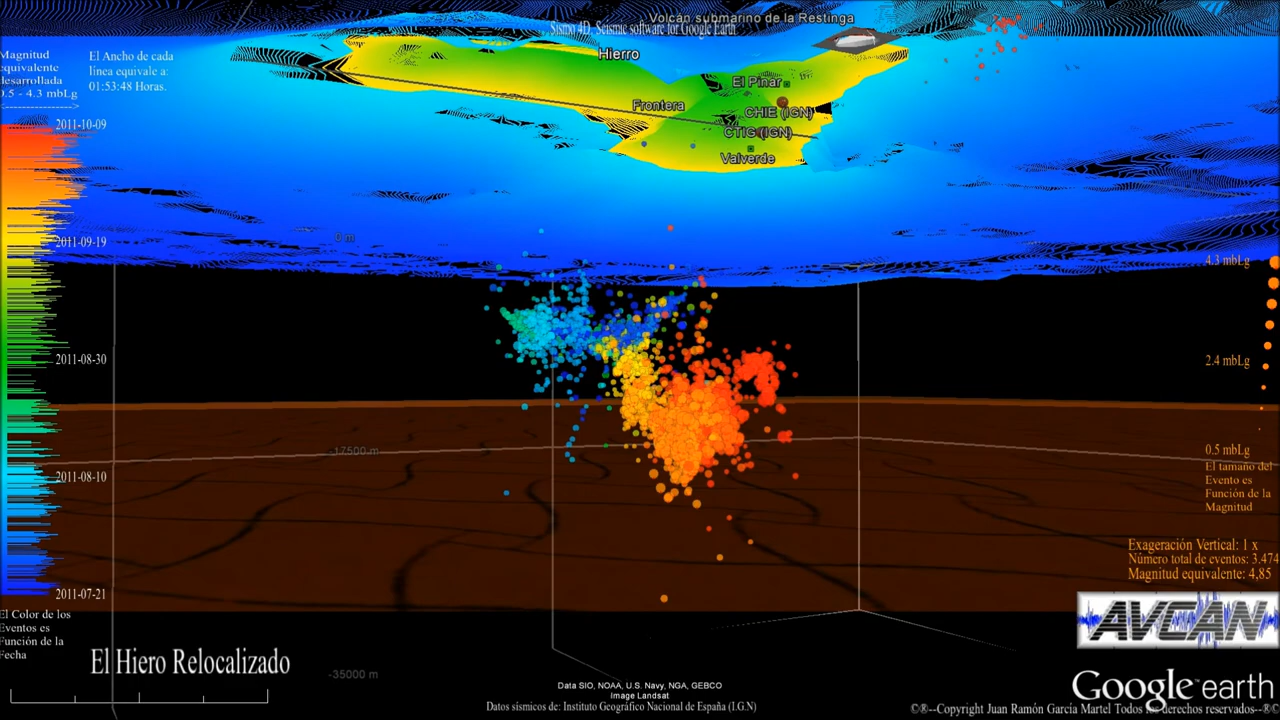 Volcán submarino de la Restinga
Sismo 4D, Seismic software for Google Earth
Magnitud
equivalente
desarrollada
0.5 - 4.3 mbLg
El Ancho de cada
línea equivale a:
01:53:48 Horas.
Hierro
El Pinar
Frontera
CHIE (IGN)
CTIG (IGN)
Valverde
2011-10-09
2011-09-19
2011-08-30
2011-08-10
2011-07-21
0 m
-17500 m
-35000 m
4.3 mbLg
2.4 mbLg
0.5 mbLg
El tamaño del
Evento es
Función de la
Magnitud
Exageración Vertical: 1 x
Número total de eventos: 3.474
Magnitud equivalente: 4,85
El Color de los
Eventos es
Función de la
Fecha
El Hiero Relocalizado
AVCAN
Data SIO, NOAA, U.S. Navy, NGA, GEBCO
Image Landsat
Datos sísmicos de: Instituto Geográfico Nacional de España (I.G.N)
Google earth
©®--Copyright Juan Ramón García Martel Todos los derechos reservados--®©